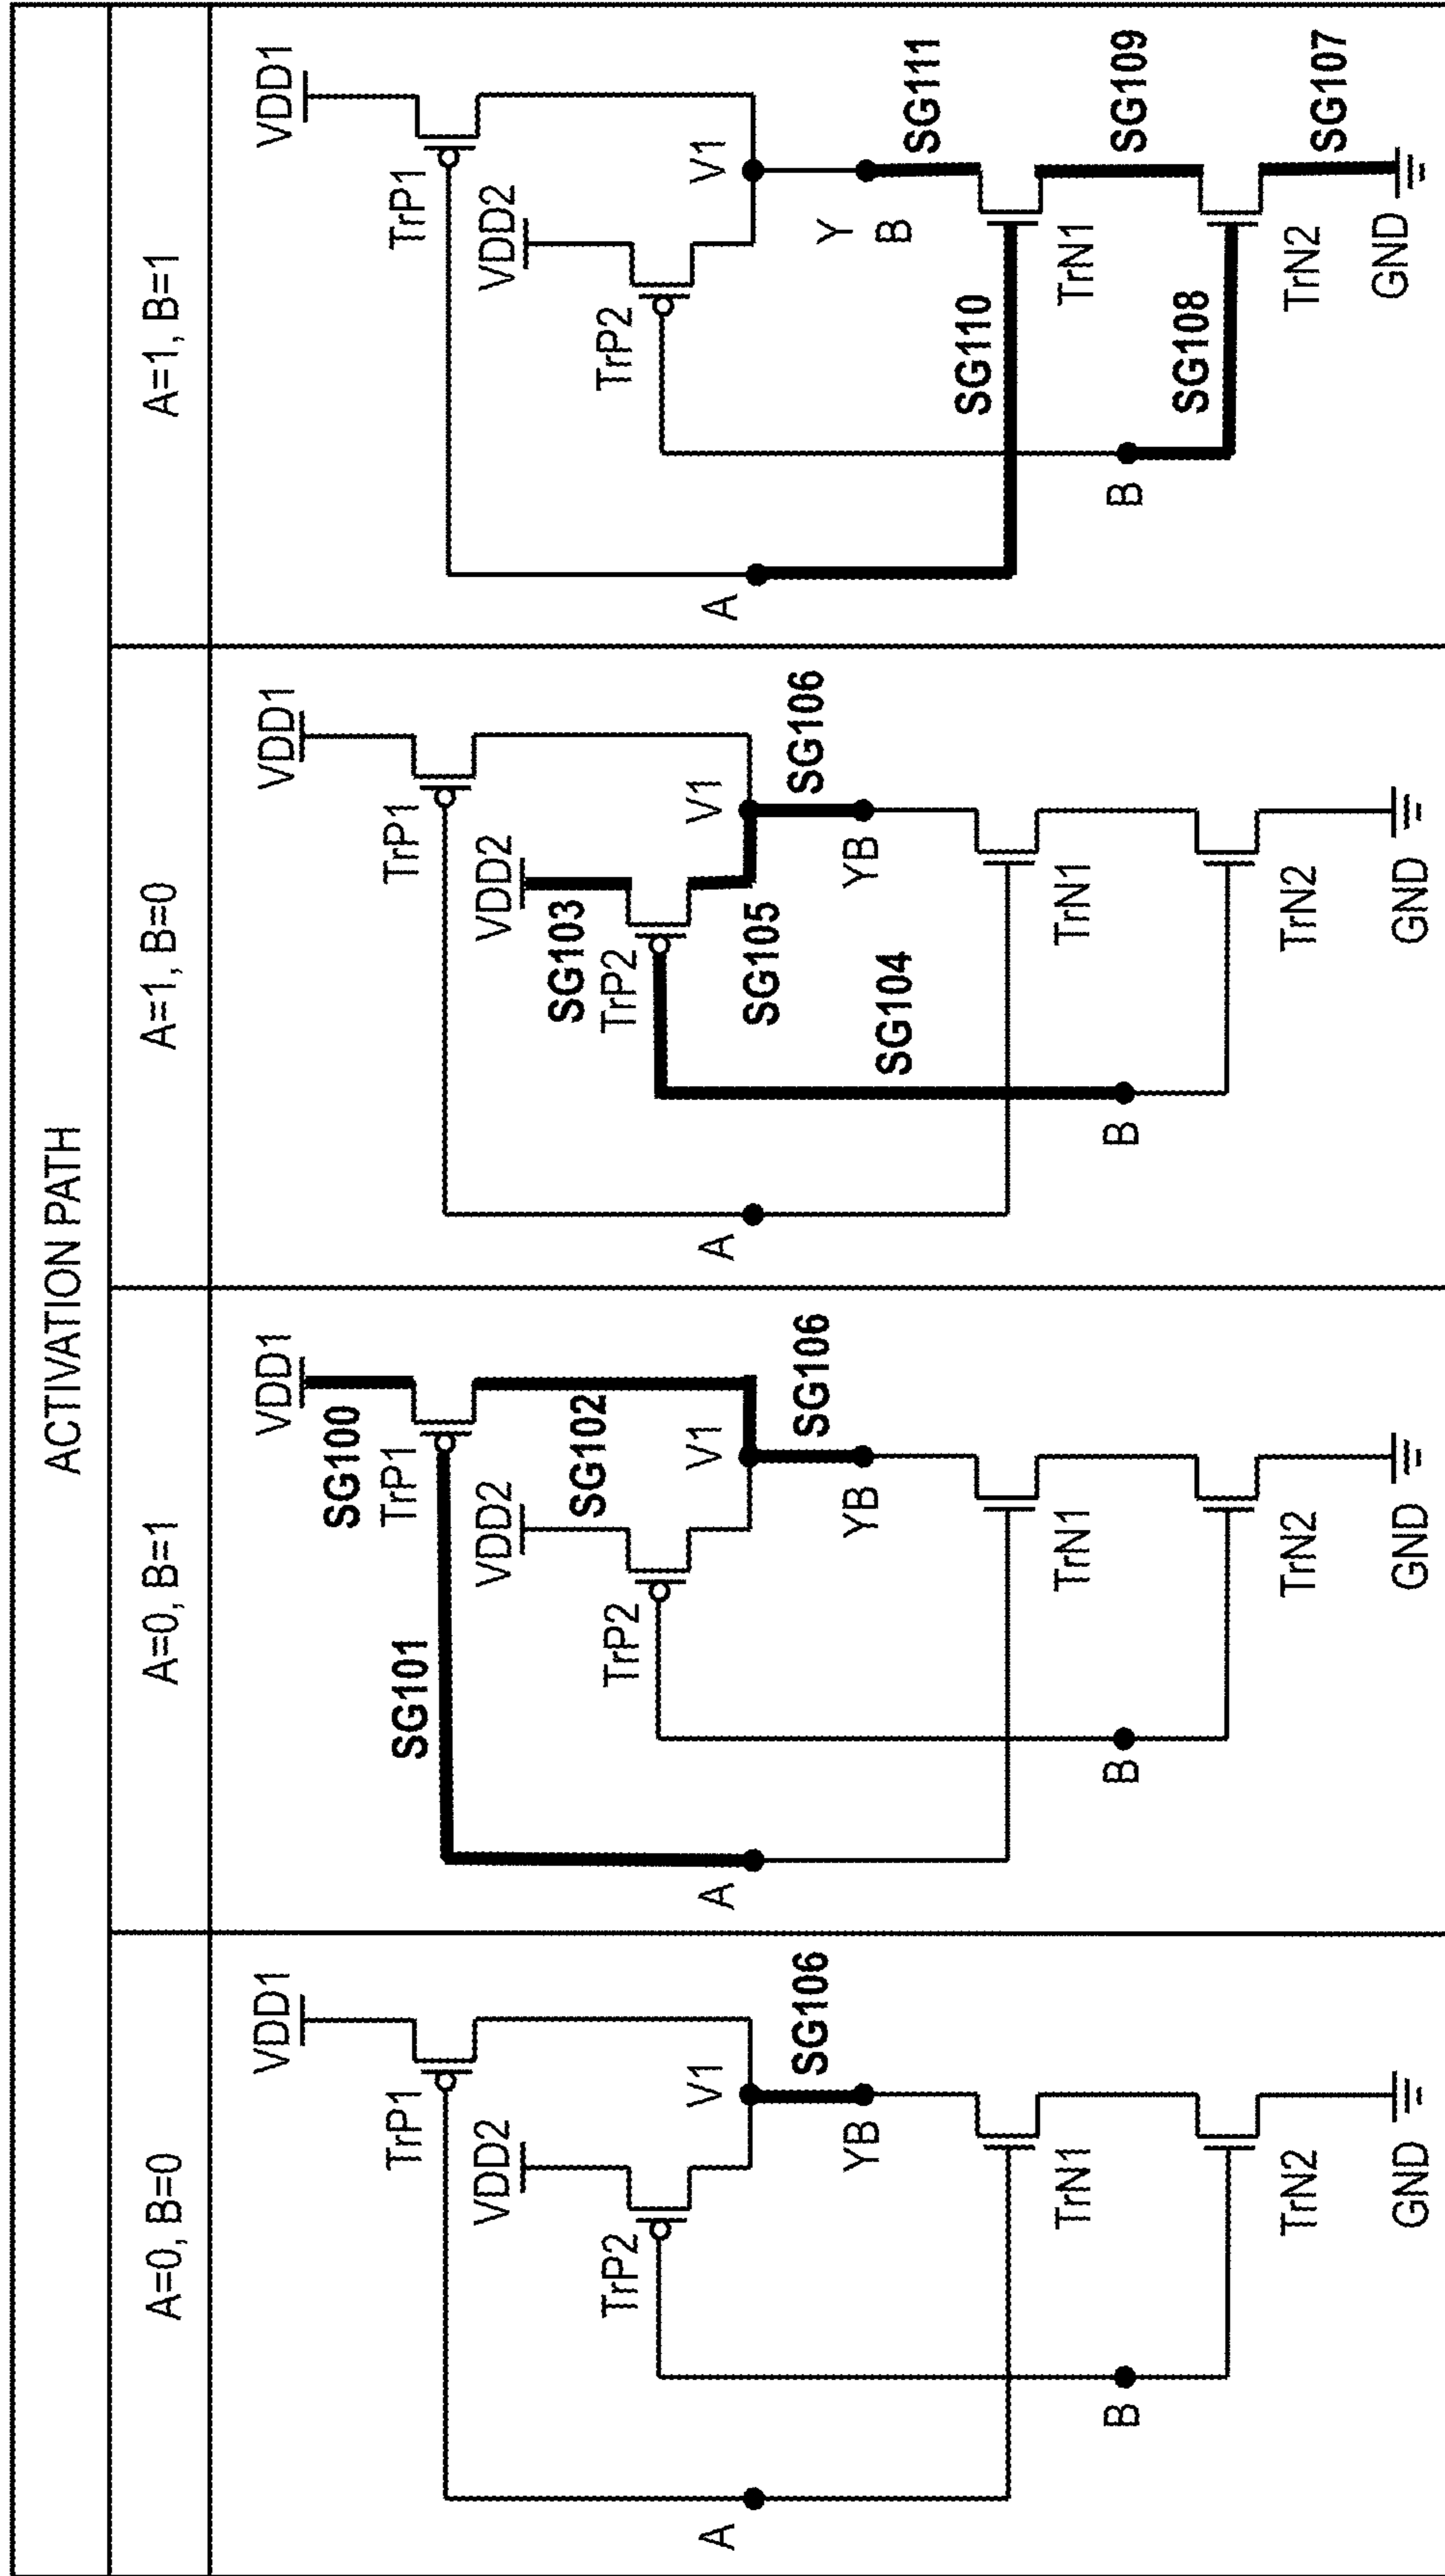 ACTIVATION PATH
A=0, B=0
A=0, B=1
A=1, B=0
A=1, B=1
VDD1
TrP1
VDD2
TrP2
V1
SG106
YB
A
TrN1
B
TrN2
GND
VDD1
SG100
TrP1
SG101
VDD2
SG102
TrP2
V1
SG106
YB
A
TrN1
B
TrN2
GND
VDD1
TrP1
VDD2
SG103
TrP2
V1
SG106
SG105
YB
SG104
A
TrN1
B
TrN2
GND
VDD1
TrP1
VDD2
TrP2
V1
Y
B
SG111
A
SG110
TrN1
SG109
B
SG108
TrN2
SG107
GND